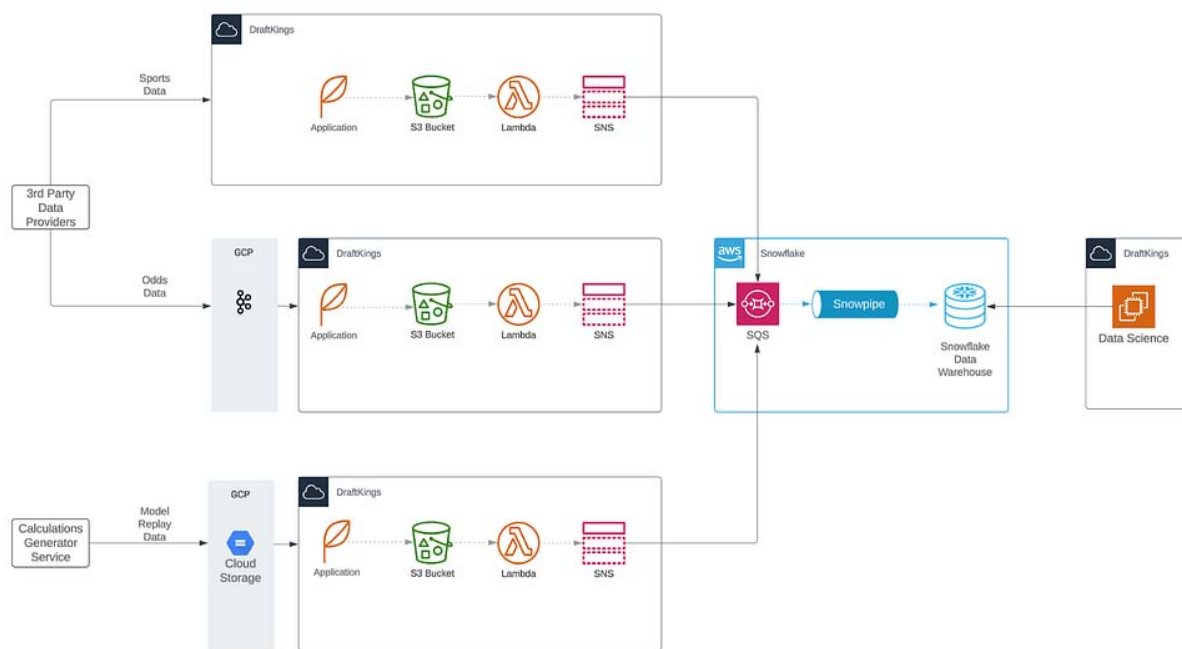 DraftKings
Sports
Data
Application
S3 Bucket
Lambda
SNS
3rd Party
Data
Providers
GCP
DraftKings
Odds
Data
Application
S3 Bucket
Lambda
SNS
aws
Snowflake
SQS
Snowpipe
Snowflake
Data
Warehouse
DraftKings
Data Science
GCP
DraftKings
Model
Replay
Data
Calculations
Generator
Service
Cloud
Storage
Application
S3 Bucket
Lambda
SNS